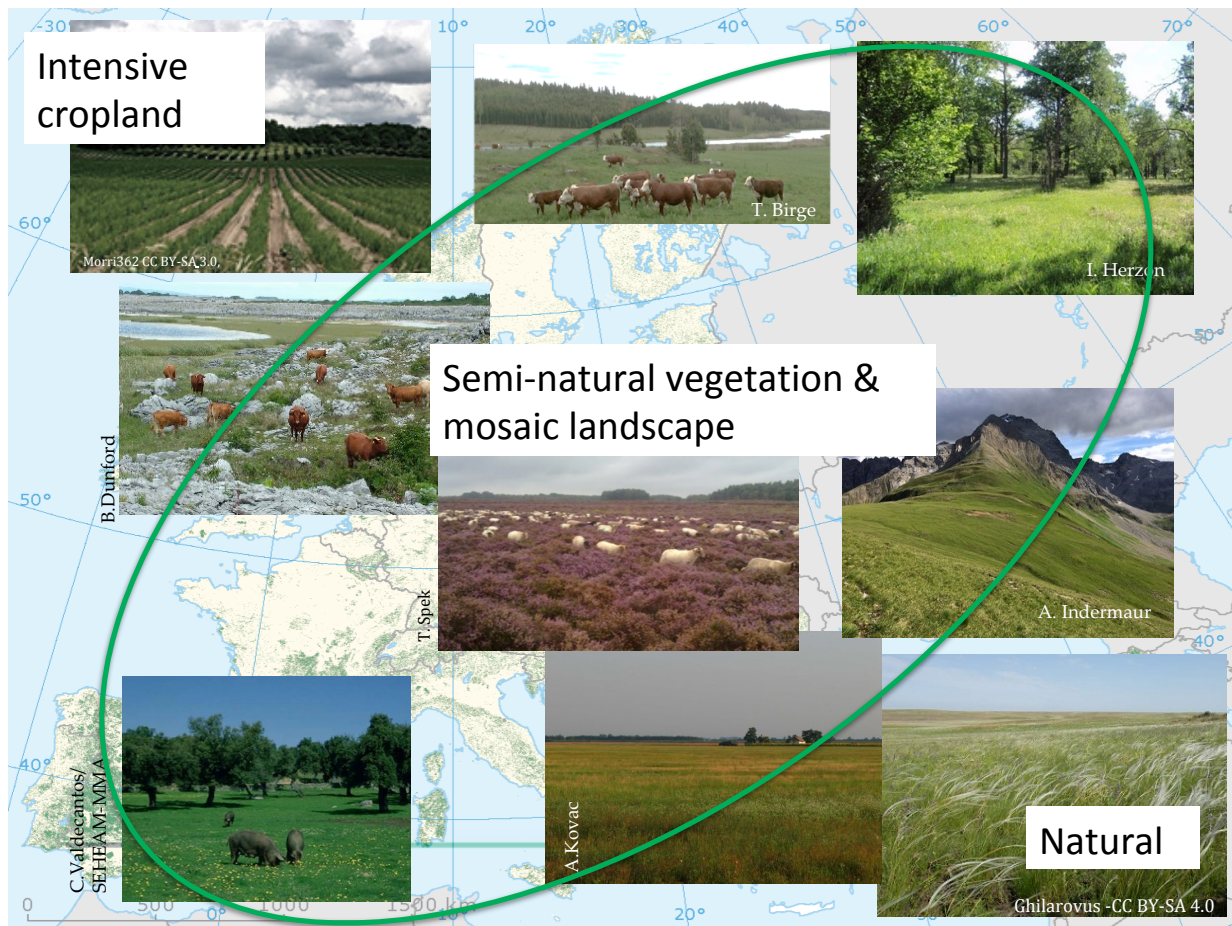 -30°
10°
20°
30°
40°
50°
60°
70°
Intensive
cropland
Morri362 CC BY-SA 3.0,
T. Birge
I. Herzon
60°
50°
Semi-natural vegetation &
mosaic landscape
B.Dunford
50°
T. Spek
A. Indermaur
40°
C.Valdecantos/
SEHEAM-MMA
40°
A.Kovac
Natural
Ghilarovus -CC BY-SA 4.0
0
500
1000
1500 km
0°
10°
20°